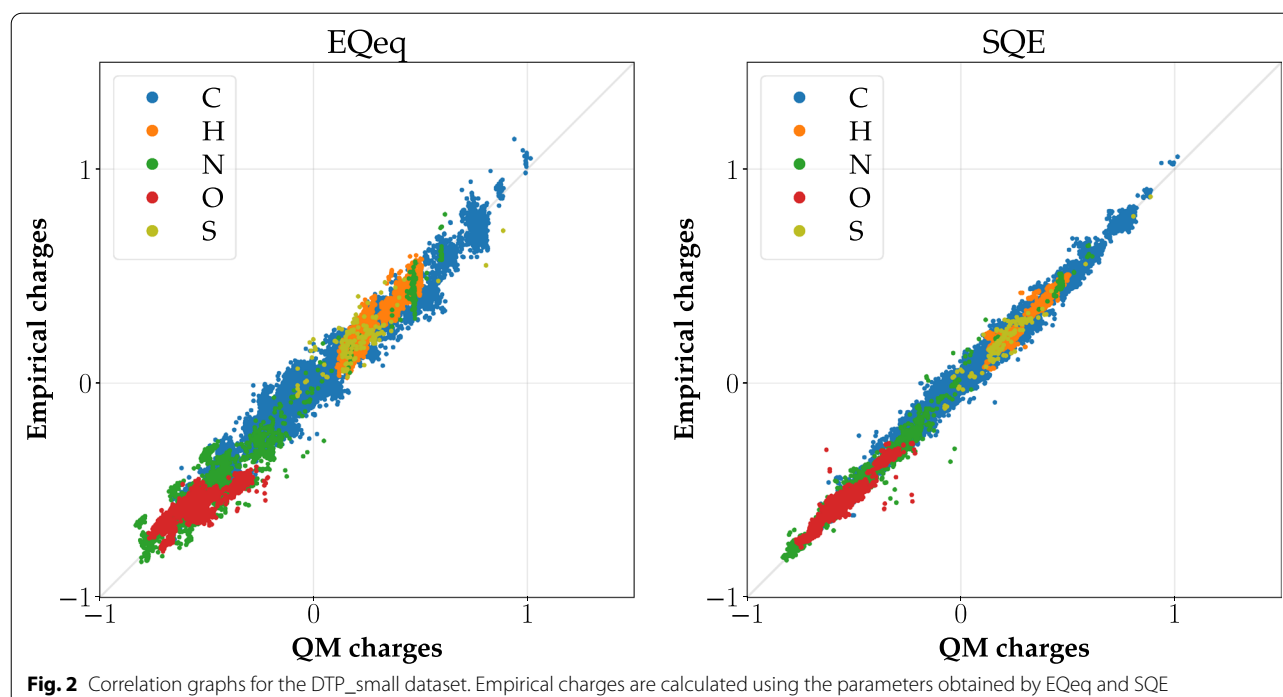 EQeq
C
H
N
O
S
1
0
−1
−1
0
1
Empirical charges
QM charges
SQE
C
H
N
O
S
1
0
−1
−1
0
1
Empirical charges
QM charges
Fig. 2 Correlation graphs for the DTP_small dataset. Empirical charges are calculated using the parameters obtained by EQeq and SQE